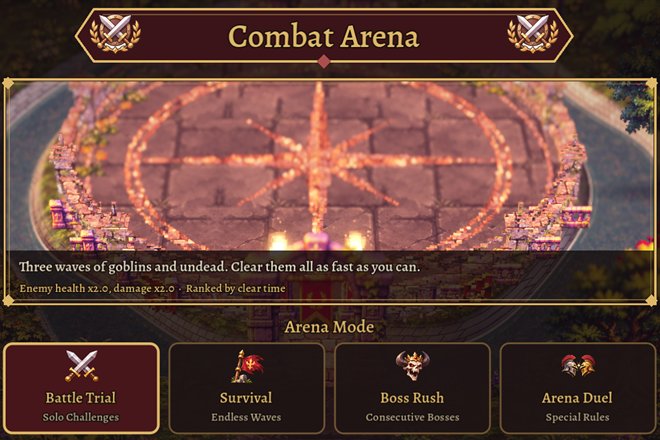 Combat Arena
Three waves of goblins and undead. Clear them all as fast as you can.
Enemy health x2.0, damage x2.0 · Ranked by clear time
Arena Mode
Battle Trial
Solo Challenges
Survival
Endless Waves
Boss Rush
Consecutive Bosses
Arena Duel
Special Rules